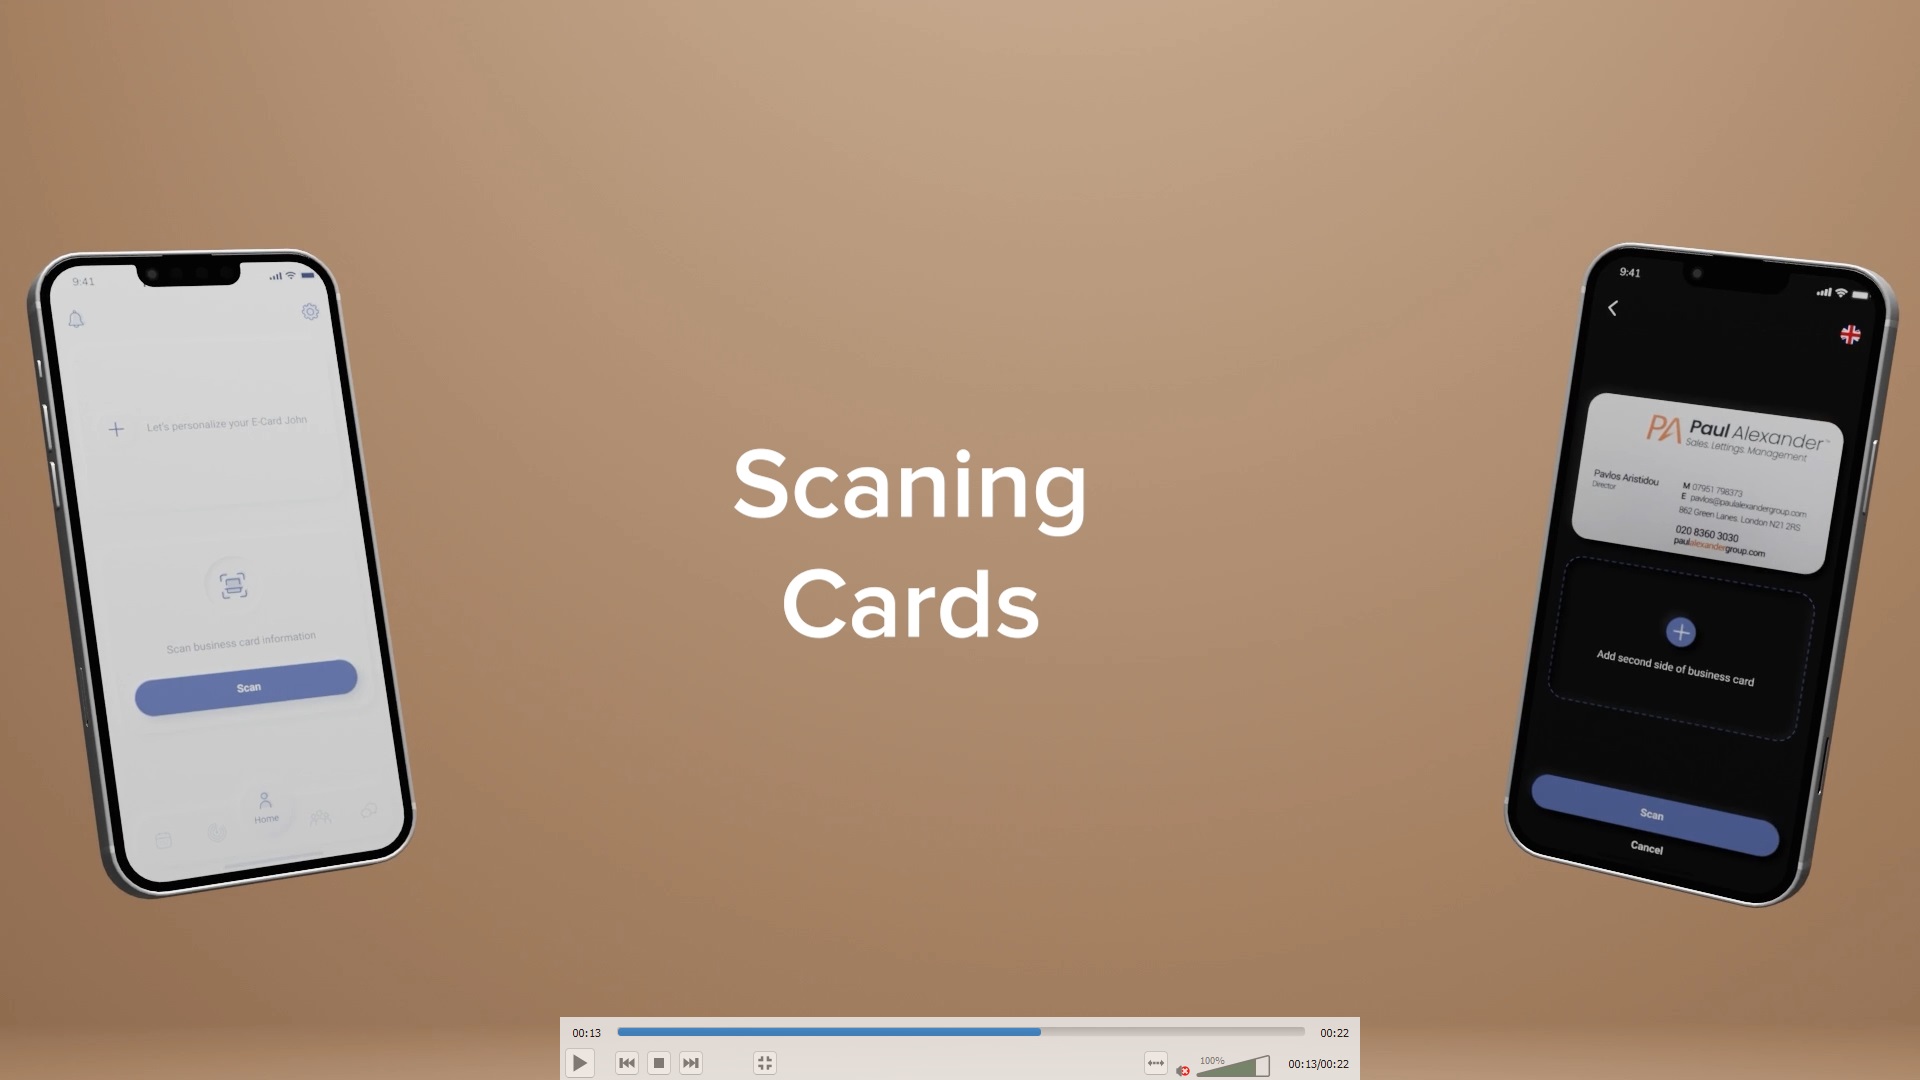 9:41
Let's personalize your E-Card John
Scan business card information
Scan
Home
Scaning
Cards
9:41
PA Paul Alexander™
Sales. Lettings. Management
Pavlos Aristidou
Director
M 07951 798373
E pavlos@paulalexandergroup.com
862 Green Lanes, London N21 2RS
020 8360 3030
paulalexandergroup.com
Add second side of business card
Scan
Cancel
00:13
00:22
100%
00:13/00:22